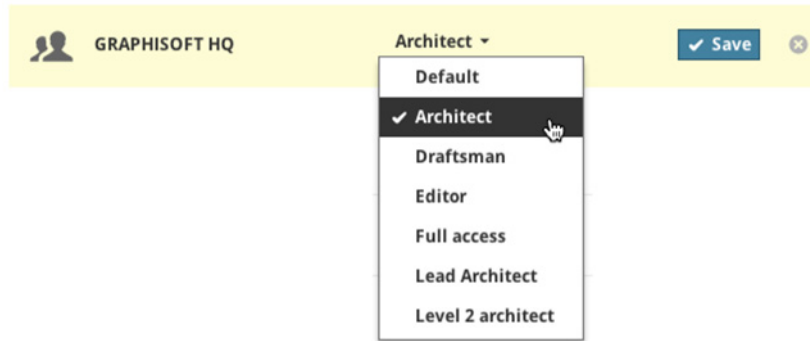 GRAPHISOFT HQ Architect Save
Default
Architect
Draftsman
Editor
Full access
Lead Architect
Level 2 architect